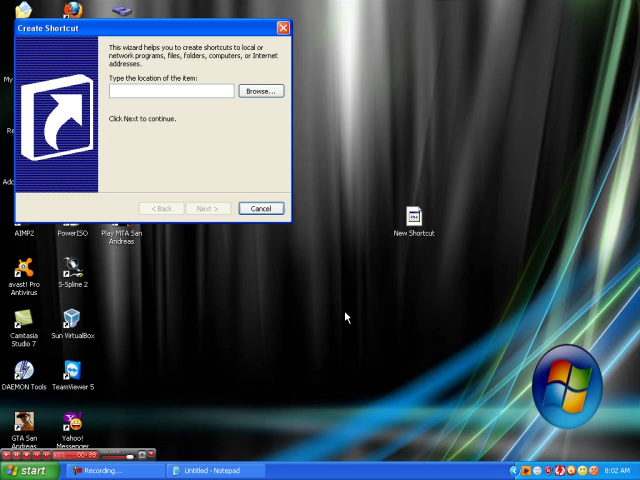 Create Shortcut
This wizard helps you to create shortcuts to local or
network programs, files, folders, computers, or Internet
addresses.
Type the location of the item:
Browse...
Click Next to continue.
< Back
Next >
Cancel
My
Re
Ado
AIMP2
PowerISO
Play MTA San
Andreas
New Shortcut
avast! Pro
Antivirus
S-Spline 2
Camtasia
Studio 7
Sun VirtualBox
DAEMON Tools
TeamViewer 5
GTA San
Andreas
Yahoo!
Messenger
start
Recording...
Untitled - Notepad
8:02 AM